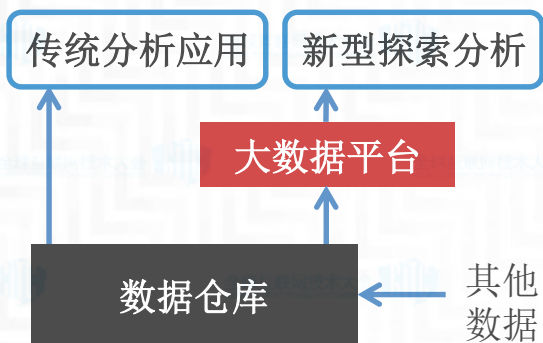 传统分析应用
新型探索分析
大数据平台
数据仓库
其他
数据